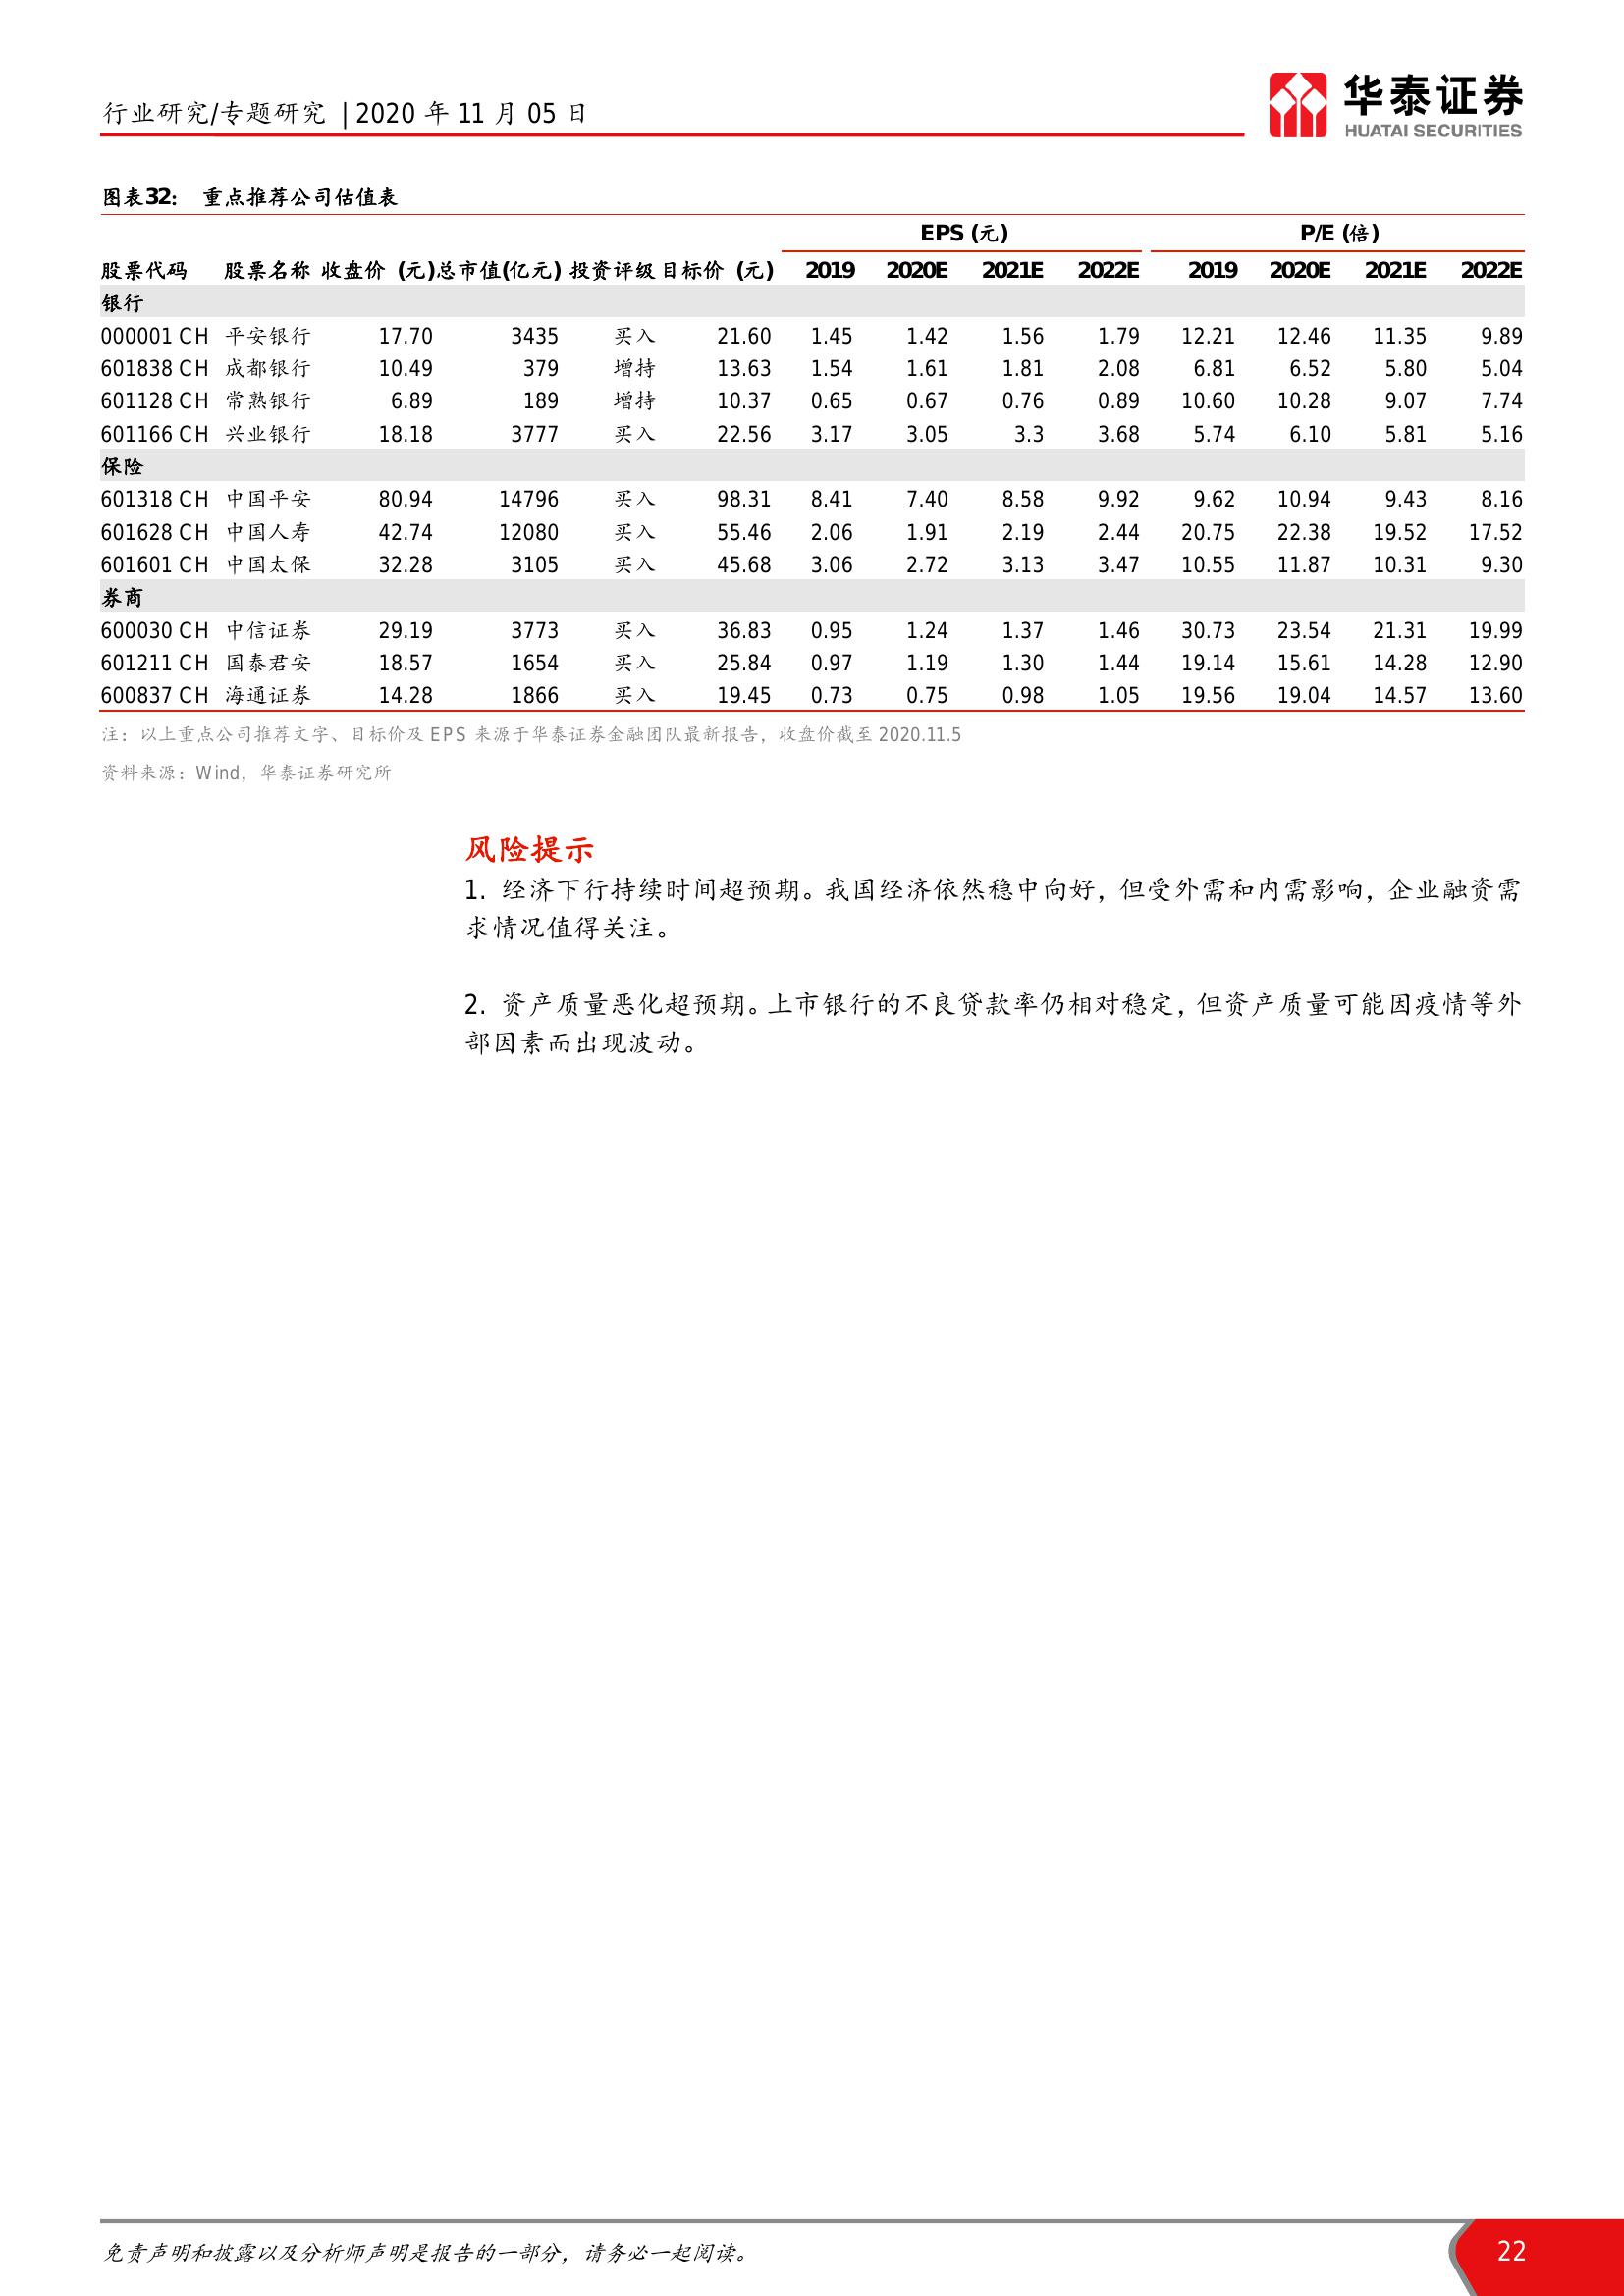 行业研究/专题研究 | 2020 年 11 月 05 日
华泰证券
HUATAI SECURITIES
图表32： 重点推荐公司估值表
EPS (元) P/E (倍)
股票代码 股票名称 收盘价 (元) 总市值(亿元) 投资评级 目标价 (元) 2019 2020E 2021E 2022E 2019 2020E 2021E 2022E
银行
000001 CH 平安银行 17.70 3435 买入 21.60 1.45 1.42 1.56 1.79 12.21 12.46 11.35 9.89
601838 CH 成都银行 10.49 379 增持 13.63 1.54 1.61 1.81 2.08 6.81 6.52 5.80 5.04
601128 CH 常熟银行 6.89 189 增持 10.37 0.65 0.67 0.76 0.89 10.60 10.28 9.07 7.74
601166 CH 兴业银行 18.18 3777 买入 22.56 3.17 3.05 3.3 3.68 5.74 6.10 5.81 5.16
保险
601318 CH 中国平安 80.94 14796 买入 98.31 8.41 7.40 8.58 9.92 9.62 10.94 9.43 8.16
601628 CH 中国人寿 42.74 12080 买入 55.46 2.06 1.91 2.19 2.44 20.75 22.38 19.52 17.52
601601 CH 中国太保 32.28 3105 买入 45.68 3.06 2.72 3.13 3.47 10.55 11.87 10.31 9.30
券商
600030 CH 中信证券 29.19 3773 买入 36.83 0.95 1.24 1.37 1.46 30.73 23.54 21.31 19.99
601211 CH 国泰君安 18.57 1654 买入 25.84 0.97 1.19 1.30 1.44 19.14 15.61 14.28 12.90
600837 CH 海通证券 14.28 1866 买入 19.45 0.73 0.75 0.98 1.05 19.56 19.04 14.57 13.60
注：以上重点公司推荐文字、目标价及 EPS 来源于华泰证券金融团队最新报告，收盘价截至 2020.11.5
资料来源：Wind，华泰证券研究所
风险提示
1. 经济下行持续时间超预期。我国经济依然稳中向好，但受外需和内需影响，企业融资需
求情况值得关注。
2. 资产质量恶化超预期。上市银行的不良贷款率仍相对稳定，但资产质量可能因疫情等外
部因素而出现波动。
免责声明和披露以及分析师声明是报告的一部分，请务必一起阅读。
22